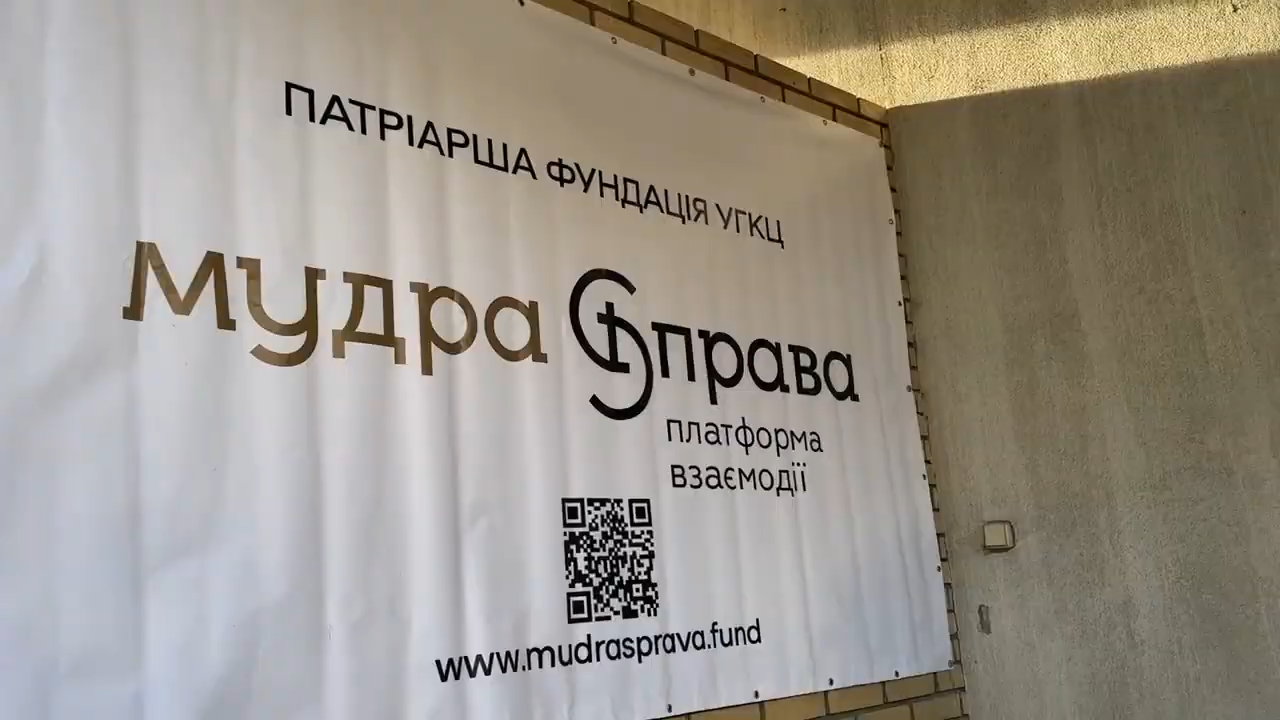 ПАТРІАРША ФУНДАЦІЯ УГКЦ
мудра Справа
платформа
взаємодії
www.mudrasprava.fund